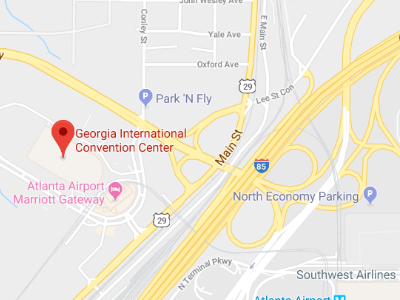 John Wesley Ave
Conley St
E Main St
Yale Ave
Oxford Ave
29
Lee St Con
P
Park 'N Fly
Georgia International
Convention Center
Main St
85
Atlanta Airport
Marriott Gateway
North Economy Parking
P
29
N Terminal Pkwy
Southwest Airlines
Atlanta Airport